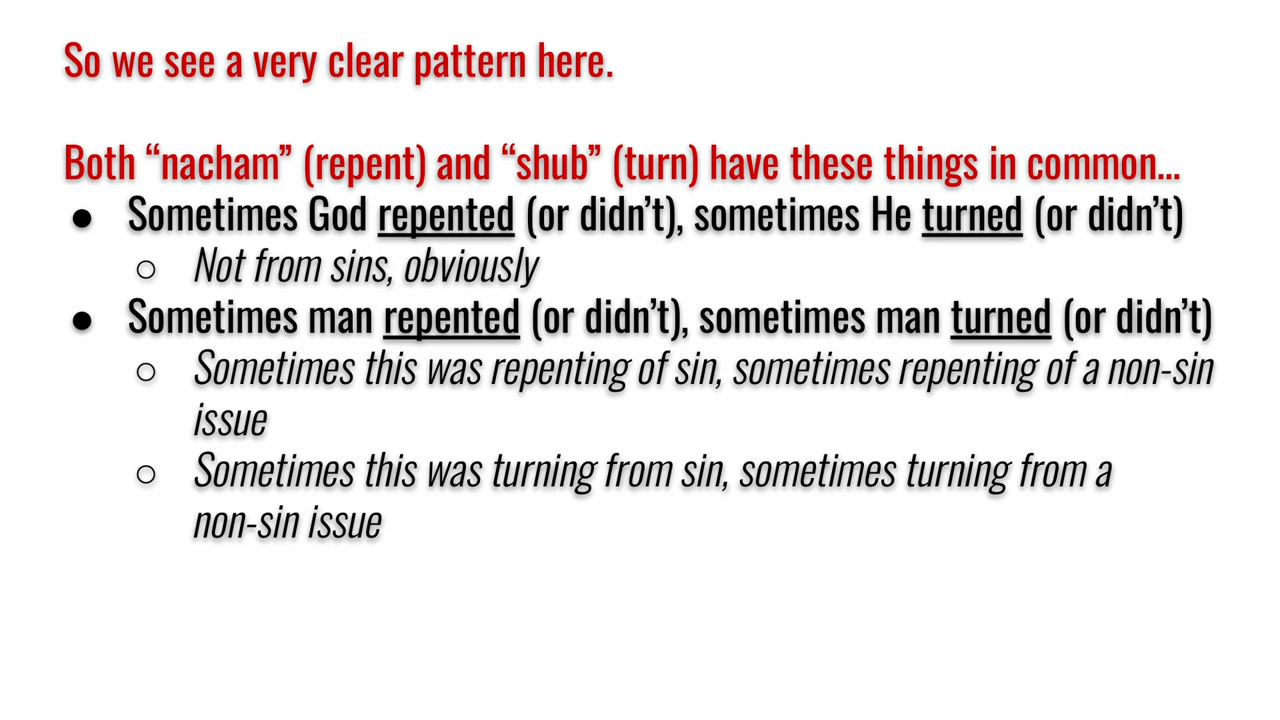 So we see a very clear pattern here.
Both “nacham” (repent) and “shub” (turn) have these things in common...
● Sometimes God repented (or didn’t), sometimes He turned (or didn’t)
○ Not from sins, obviously
● Sometimes man repented (or didn’t), sometimes man turned (or didn’t)
○ Sometimes this was repenting of sin, sometimes repenting of a non-sin
issue
○ Sometimes this was turning from sin, sometimes turning from a
non-sin issue